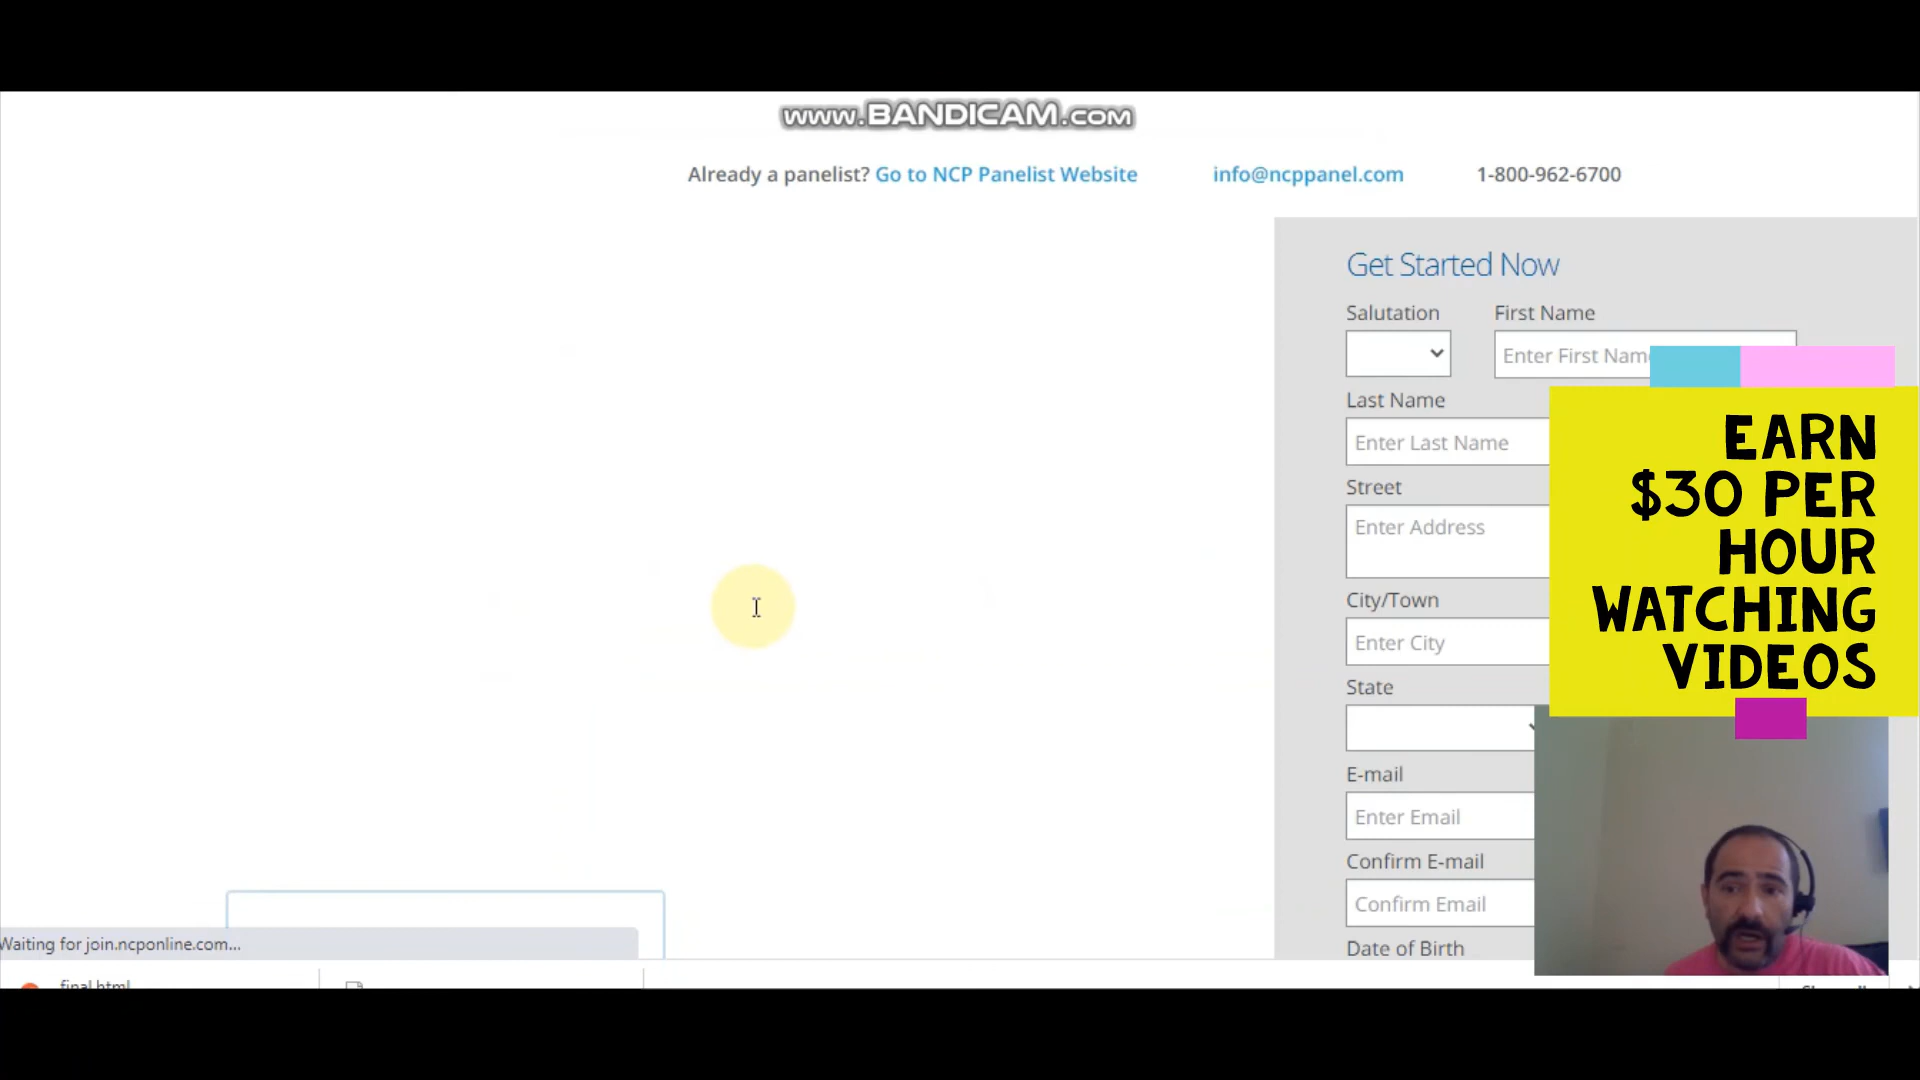 www.BANDICAM.com
Already a panelist? Go to NCP Panelist Website info@ncppanel.com 1-800-962-6700
Get Started Now
Salutation First Name
Enter First Nam
Last Name
Enter Last Name
Street
Enter Address
City/Town
Enter City
State
E-mail
Enter Email
Confirm E-mail
Confirm Email
Date of Birth
EARN
$30 PER
HOUR
WATCHING
VIDEOS
Waiting for join.ncponline.com...
final.html